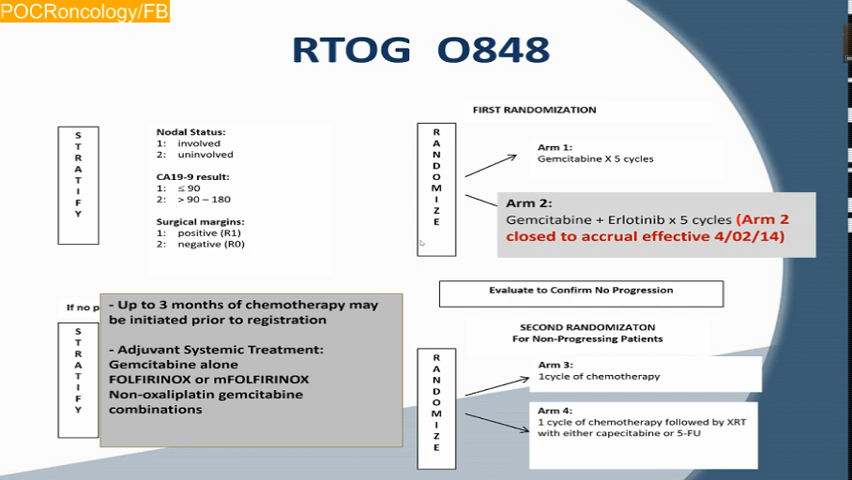 POCRoncology/FB
RTOG O848
S
T
R
A
T
I
F
Y
Nodal Status:
1: involved
2: uninvolved
CA19-9 result:
1: ≤ 90
2: > 90 – 180
Surgical margins:
1: positive (R1)
2: negative (R0)
FIRST RANDOMIZATION
R
A
N
D
O
M
I
Z
E
Arm 1:
Gemcitabine X 5 cycles
Arm 2:
Gemcitabine + Erlotinib x 5 cycles (Arm 2
closed to accrual effective 4/02/14)
Evaluate to Confirm No Progression
If no p
S
T
R
A
T
I
F
Y
- Up to 3 months of chemotherapy may
be initiated prior to registration
- Adjuvant Systemic Treatment:
Gemcitabine alone
FOLFIRINOX or mFOLFIRINOX
Non-oxaliplatin gemcitabine
combinations
SECOND RANDOMIZATON
For Non-Progressing Patients
R
A
N
D
O
M
I
Z
E
Arm 3:
1cycle of chemotherapy
Arm 4:
1 cycle of chemotherapy followed by XRT
with either capecitabine or 5-FU